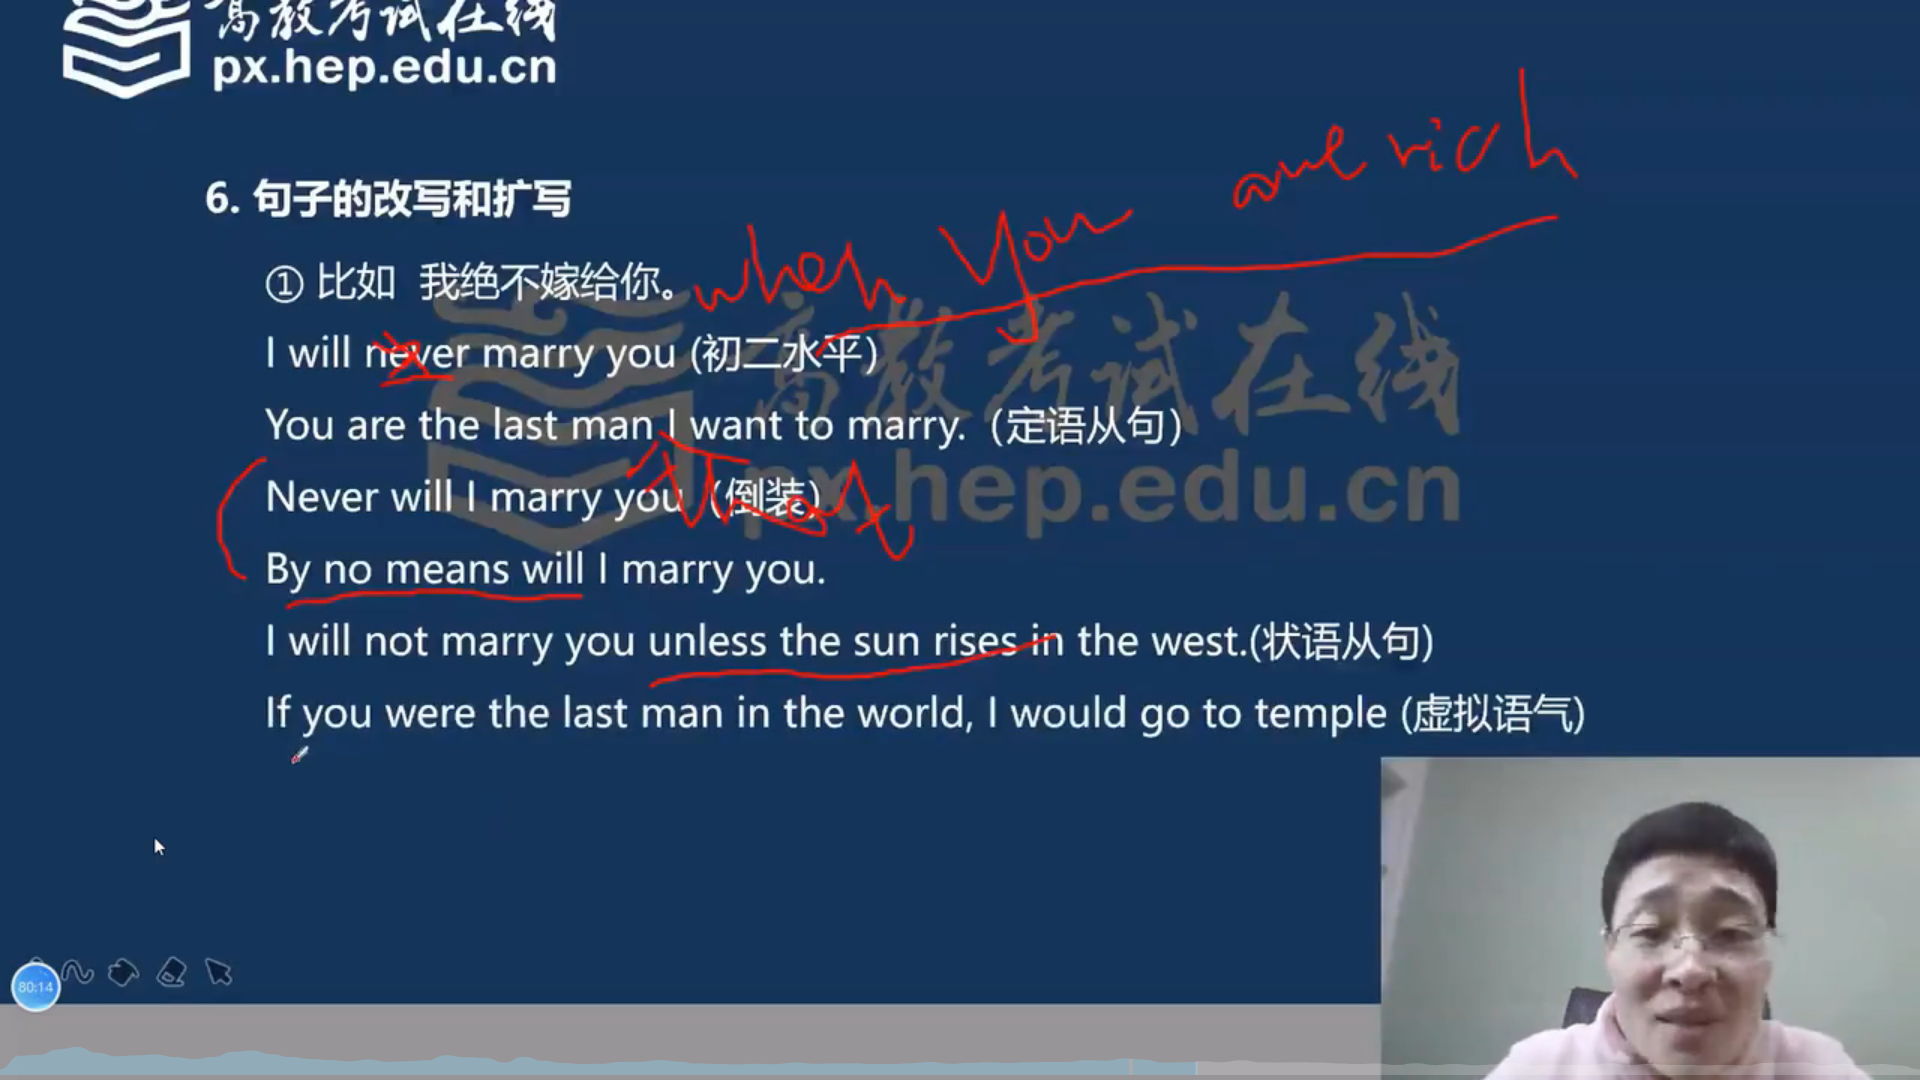 高教考试在线
px.hep.edu.cn
are rich
6. 句子的改写和扩写
when you
① 比如 我绝不嫁给你。
I will never marry you (初二水平)
高教考试在线
You are the last man I want to marry.（定语从句）
that
Never will I marry you（倒装）
px.hep.edu.cn
By no means will I marry you.
I will not marry you unless the sun rises in the west.(状语从句)
If you were the last man in the world, I would go to temple (虚拟语气)
80:14